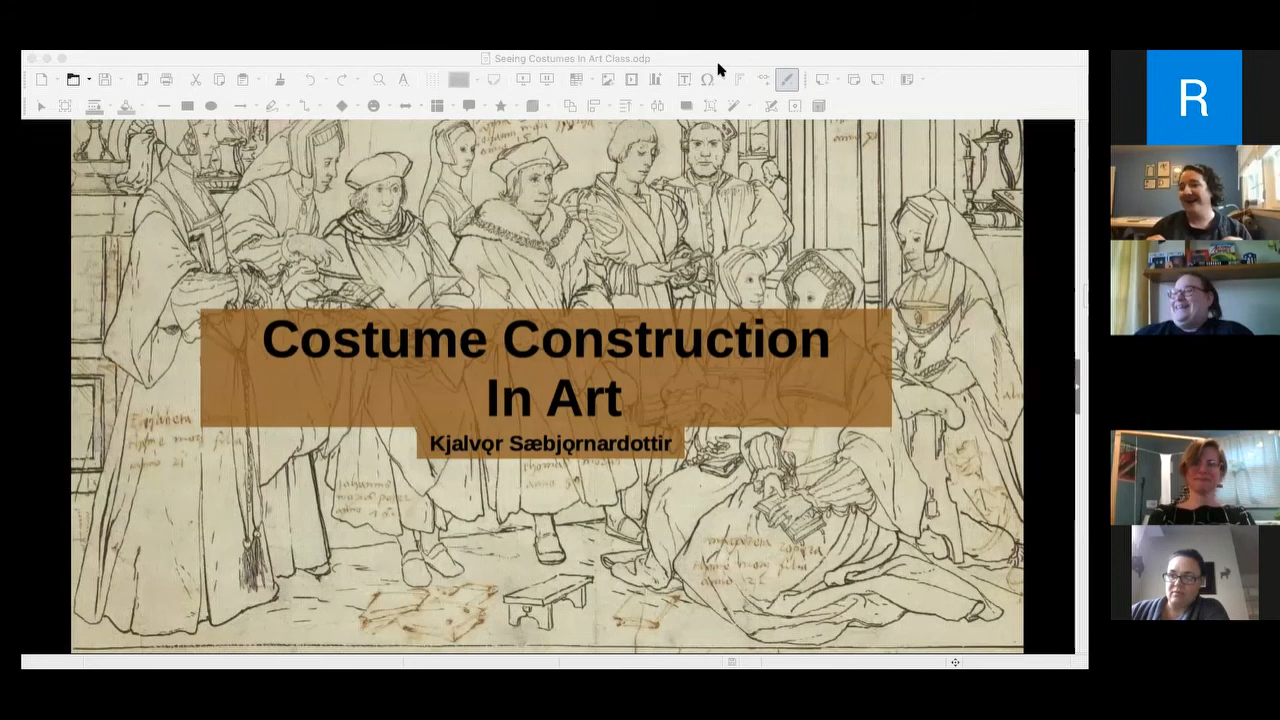 Seeing Costumes In Art Class.odp
R
Costume Construction
In Art
Kjalvǫr Sæbjǫrnardottir